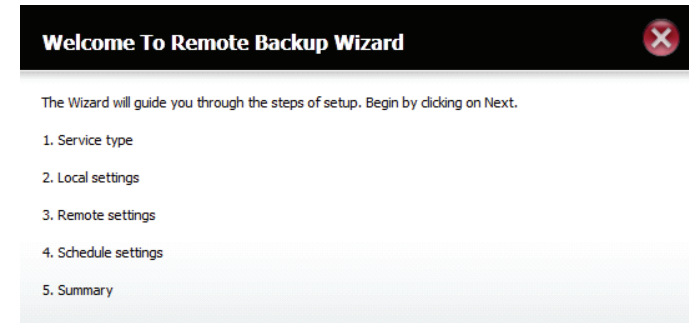 Welcome To Remote Backup Wizard
The Wizard will guide you through the steps of setup. Begin by clicking on Next.
1. Service type
2. Local settings
3. Remote settings
4. Schedule settings
5. Summary